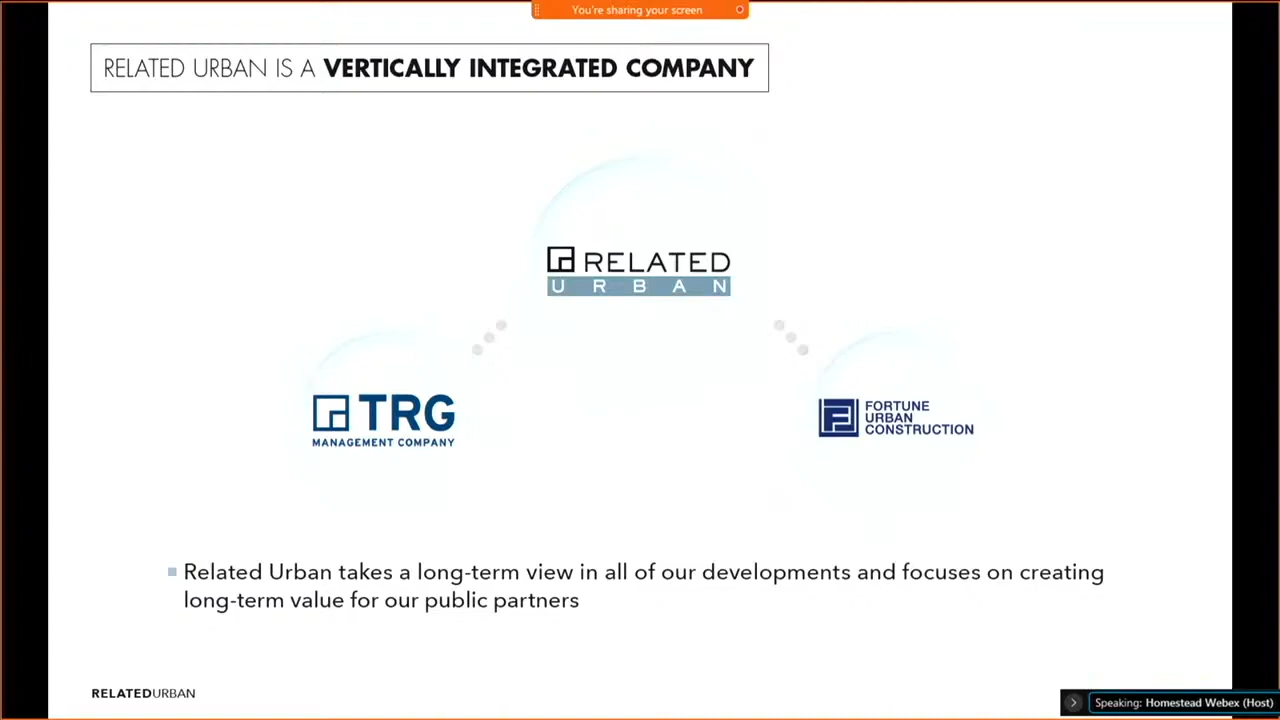 You're sharing your screen
RELATED URBAN IS A VERTICALLY INTEGRATED COMPANY
RELATED
URBAN
TRG
MANAGEMENT COMPANY
FORTUNE
URBAN
CONSTRUCTION
Related Urban takes a long-term view in all of our developments and focuses on creating
long-term value for our public partners
RELATEDURBAN
Speaking: Homestead Webex (Host)